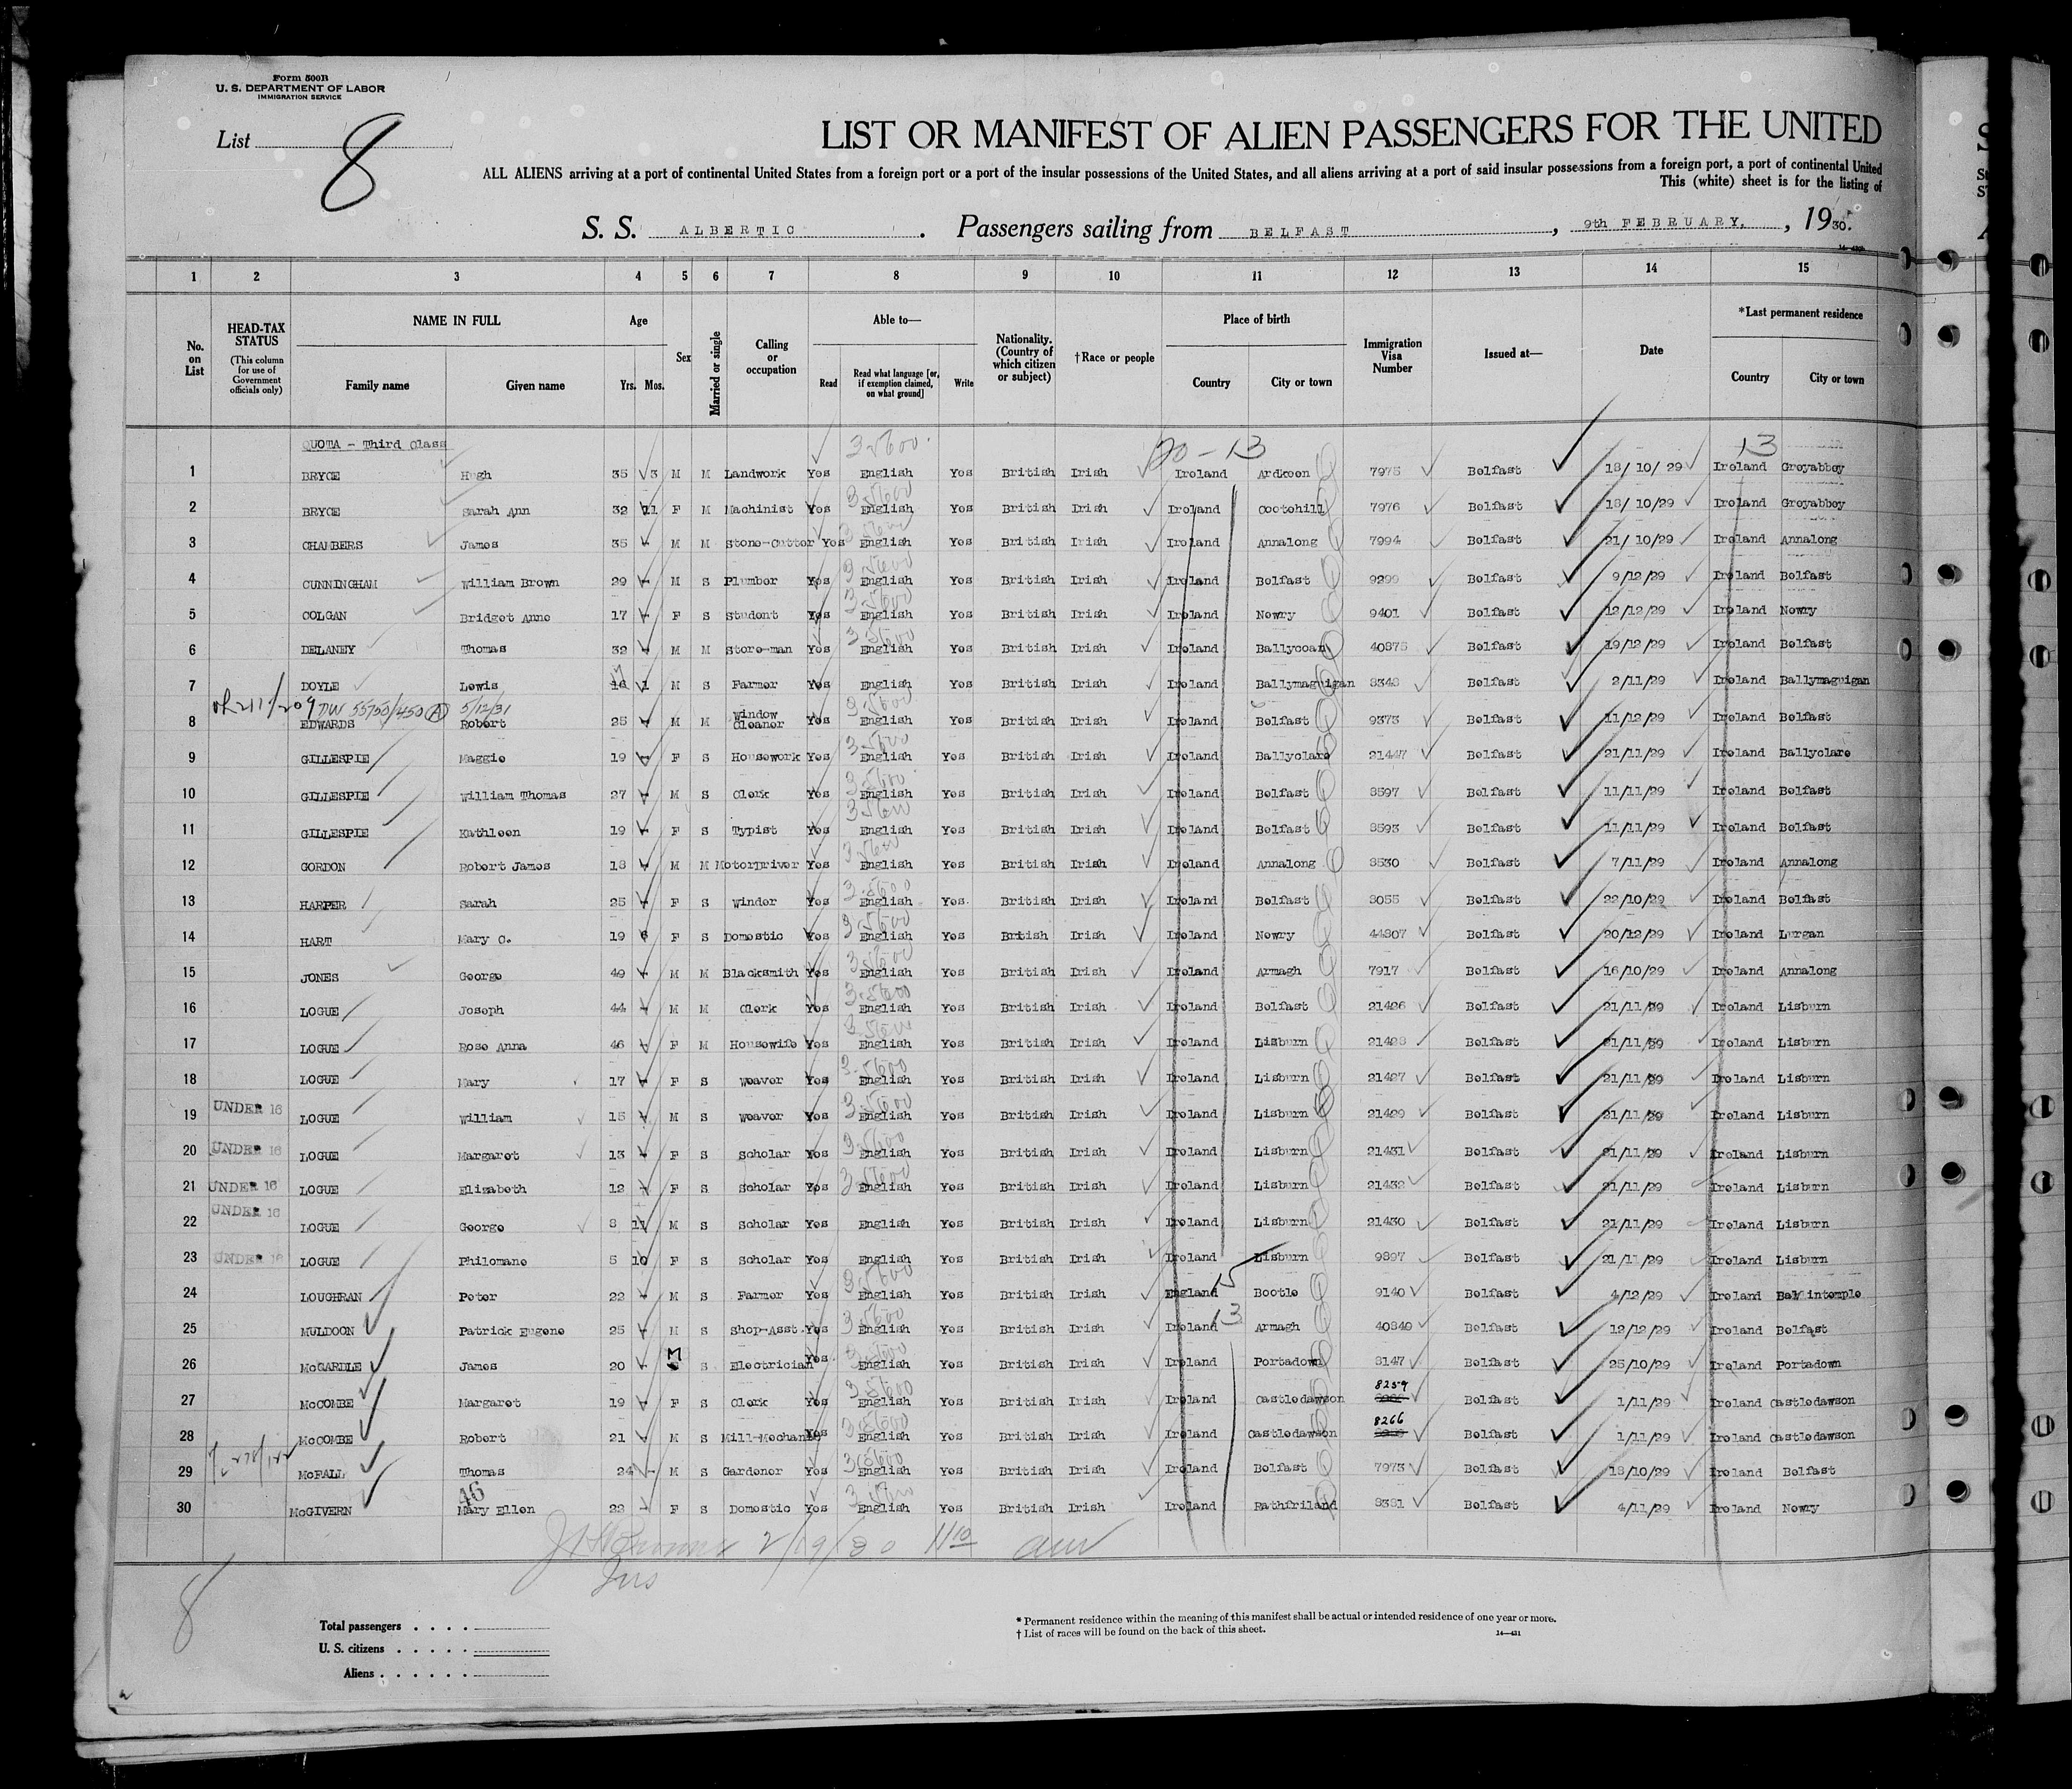 Form 500B
U. S. DEPARTMENT OF LABOR
IMMIGRATION SERVICE
List 8
LIST OR MANIFEST OF ALIEN PASSENGERS FOR THE UNITED
ALL ALIENS arriving at a port of continental United States from a foreign port or a port of the insular possessions of the United States, and all aliens arriving at a port of said insular possessions from a foreign port, a port of continental United
This (white) sheet is for the listing of
S. S. ALBERTIC. Passengers sailing from BELFAST, 9th FEBRUARY, , 1930.
1 2 3 4 5 6 7 8 9 10 11 12 13 14 15
No. on List
HEAD-TAX STATUS (This column for use of Government officials only)
NAME IN FULL Family name Given name
Age Yrs. Mos.
Sex
Married or single
Calling or occupation
Able to— Read Read what language [or, if exemption claimed, on what ground] Write
Nationality. (Country of which citizen or subject)
†Race or people
Place of birth Country City or town
Immigration Visa Number
Issued at—
Date
*Last permanent residence Country City or town
QUOTA - Third Class 20-13 13
1 BRYCE Hugh 35 3 M M Landwork Yes English Yes British Irish Ireland Ardkeen 7975 Belfast 18/10/29 Ireland Greyabbey
2 BRYCE Sarah Ann 32 11 F M Machinist Yes English Yes British Irish Ireland Cootehill 7976 Belfast 18/10/29 Ireland Greyabbey
3 CHAMBERS James 35 - M M Stone-Cutter Yes English Yes British Irish Ireland Annalong 7994 Belfast 21/10/29 Ireland Annalong
4 CUNNINGHAM William Brown 29 - M S Plumber Yes English Yes British Irish Ireland Belfast 9299 Belfast 9/12/29 Ireland Belfast
5 COLGAN Bridget Anne 17 - F S Student Yes English Yes British Irish Ireland Newry 9401 Belfast 12/12/29 Ireland Newry
6 DELANEY Thomas 32 - M M Store-man Yes English Yes British Irish Ireland Ballycoan 40875 Belfast 19/12/29 Ireland Belfast
7 DOYLE Lewis 16 1 M S Farmer Yes English Yes British Irish Ireland Ballymaguigan 8348 Belfast 2/11/29 Ireland Ballymaguigan
55750/450 (A) 5/12/31
8 EDWARDS Robert 25 - M M Window Cleaner Yes English Yes British Irish Ireland Belfast 9373 Belfast 11/12/29 Ireland Belfast
9 GILLESPIE Maggie 19 - F S Housework Yes English Yes British Irish Ireland Ballyclare 21447 Belfast 21/11/29 Ireland Ballyclare
10 GILLESPIE William Thomas 27 - M S Clerk Yes English Yes British Irish Ireland Belfast 8597 Belfast 11/11/29 Ireland Belfast
11 GILLESPIE Kathleen 19 - F S Typist Yes English Yes British Irish Ireland Belfast 8593 Belfast 11/11/29 Ireland Belfast
12 GORDON Robert James 18 - M M MotorDriver Yes English Yes British Irish Ireland Annalong 8530 Belfast 7/11/29 Ireland Annalong
13 HARPER Sarah 25 - F S Winder Yes English Yes. British Irish Ireland Belfast 8055 Belfast 22/10/29 Ireland Belfast
14 HART Mary C. 19 6 F S Domestic Yes English Yes British Irish Ireland Newry 44807 Belfast 20/12/29 Ireland Lurgan
15 JONES George 49 - M M Blacksmith Yes English Yes British Irish Ireland Armagh 7917 Belfast 16/10/29 Ireland Annalong
16 LOGUE Joseph 44 - M M Clerk Yes English Yes British Irish Ireland Belfast 21426 Belfast 21/11/29 Ireland Lisburn
17 LOGUE Rose Anna 46 - F M Housewife Yes English Yes British Irish Ireland Lisburn 21428 Belfast 21/11/29 Ireland Lisburn
18 LOGUE Mary 17 - F S Weaver Yes English Yes British Irish Ireland Lisburn 21427 Belfast 21/11/29 Ireland Lisburn
19 UNDER 16 LOGUE William 15 - M S Weaver Yes English Yes British Irish Ireland Lisburn 21429 Belfast 21/11/29 Ireland Lisburn
20 UNDER 16 LOGUE Margaret 13 - F S Scholar Yes English Yes British Irish Ireland Lisburn 21431 Belfast 21/11/29 Ireland Lisburn
21 UNDER 16 LOGUE Elizabeth 12 - F S Scholar Yes English Yes British Irish Ireland Lisburn 21432 Belfast 21/11/29 Ireland Lisburn
22 UNDER 16 LOGUE George 8 11 M S Scholar Yes English Yes British Irish Ireland Lisburn 21430 Belfast 21/11/29 Ireland Lisburn
23 UNDER 16 LOGUE Philomane 5 10 F S Scholar Yes English Yes British Irish Ireland Lisburn 9897 Belfast 21/11/29 Ireland Lisburn
24 LOUGHRAN Peter 22 - M S Farmer Yes English Yes British Irish England 15 Bootle 9140 Belfast 4/12/29 Ireland
25 MULDOON Patrick Eugene 25 - M S Shop-Asst. Yes English Yes British Irish Ireland 13 Armagh 40840 Belfast 12/12/29 Ireland Belfast
26 McCARDLE James 20 - M S Electrician Yes English Yes British Irish Ireland Portadown 8147 Belfast 25/10/29 Ireland Portadown
27 McCOMBE Margaret 19 - F S Clerk Yes English Yes British Irish Ireland Castledawson 8259 Belfast 1/11/29 Ireland Castledawson
28 McCOMBE Robert 21 - M S Mill-Mechanic Yes English Yes British Irish Ireland Castledawson 8266 Belfast 1/11/29 Ireland Castledawson
29 McFALL Thomas 24 - M S Gardener Yes English Yes British Irish Ireland Belfast 7973 Belfast 18/10/29 Ireland Belfast
30 McGIVERN 46 Mary Ellen 22 - F S Domestic Yes English Yes British Irish Ireland Rathfriland 8381 Belfast 4/11/29 Ireland Newry
2/19/30 11 10
8
Total passengers . . . .
U. S. citizens . . . . .
Aliens . . . . . .
* Permanent residence within the meaning of this manifest shall be actual or intended residence of one year or more.
† List of races will be found on the back of this sheet.
14—431